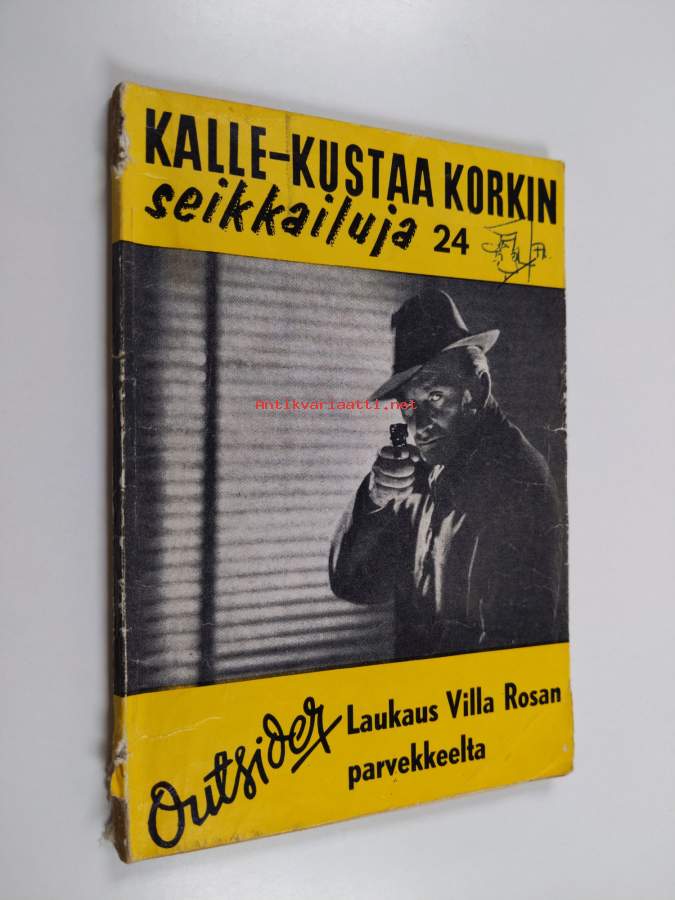 KALLE-KUSTAA KORKIN
seikkailuja 24
Antikvariaatti.net
Outsider
Laukaus Villa Rosan
parvekkeelta